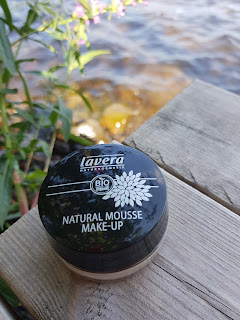 lavera
NATURKOSMETIK
BIO
NATURAL MOUSSE
MAKE-UP